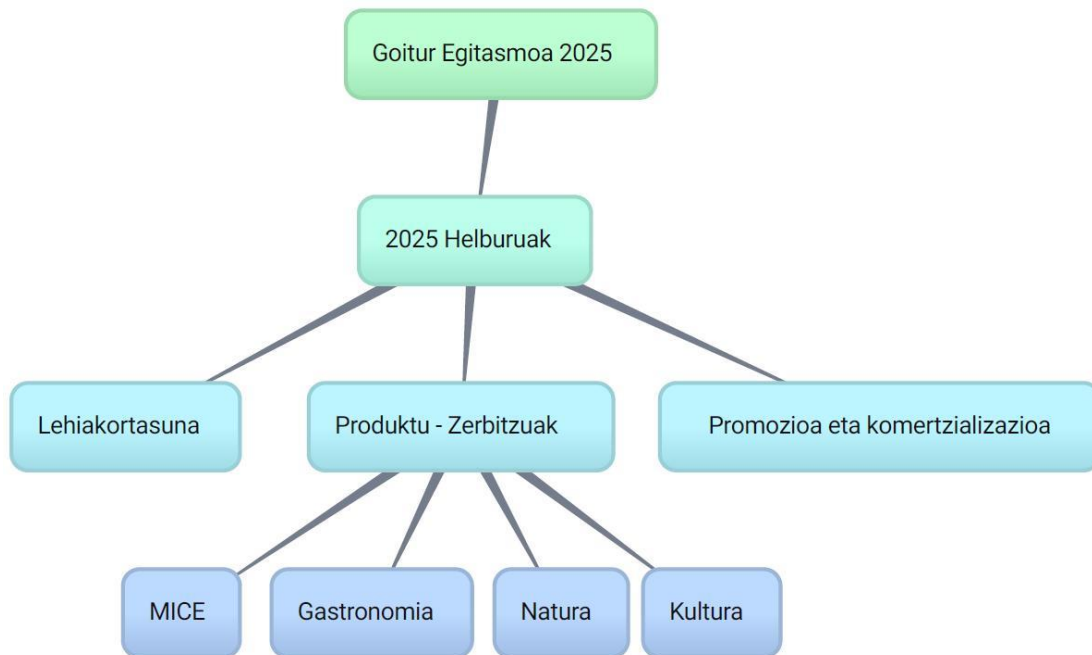 Goitur Egitasmoa 2025
2025 Helburuak
Lehiakortasuna
Produktu - Zerbitzuak
Promozioa eta komertzializazioa
MICE
Gastronomia
Natura
Kultura